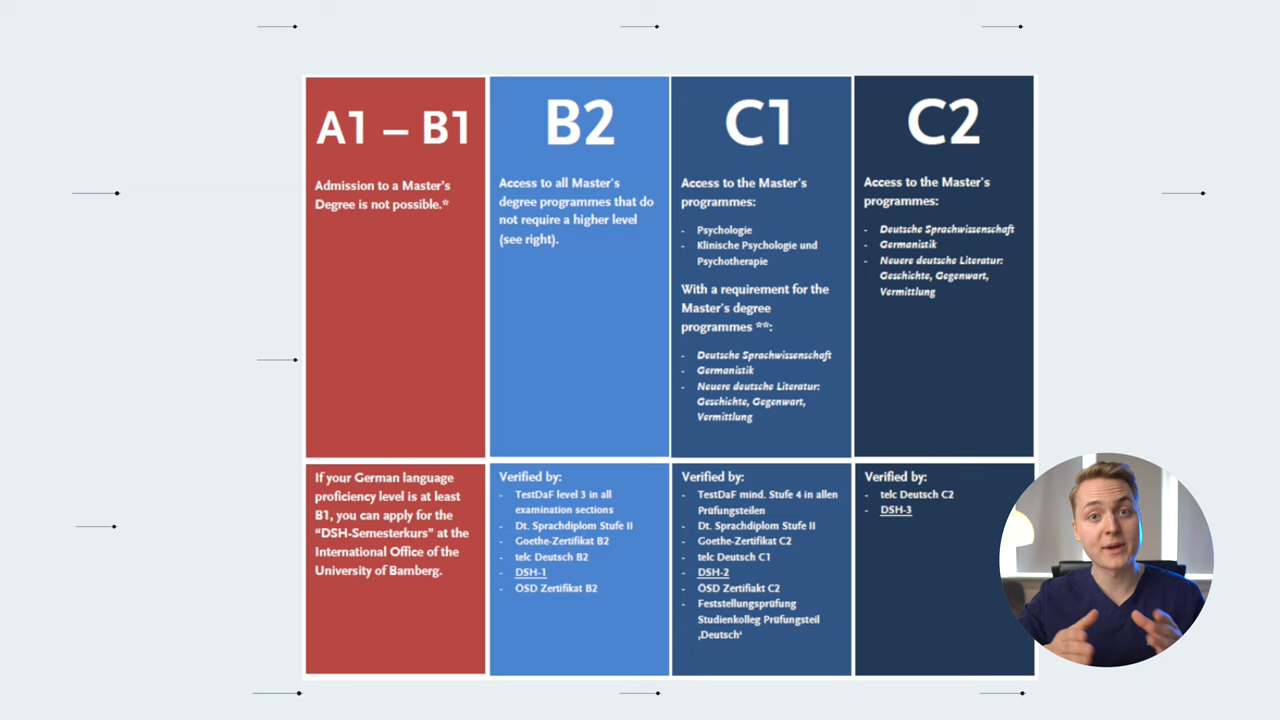 A1 – B1
Admission to a Master's
Degree is not possible.*
If your German language
proficiency level is at least
B1, you can apply for the
“DSH-Semesterkurs” at the
International Office of the
University of Bamberg.
B2
Access to all Master's
degree programmes that do
not require a higher level
(see right).
Verified by:
- TestDaF level 3 in all
examination sections
- Dt. Sprachdiplom Stufe II
- Goethe-Zertifikat B2
- telc Deutsch B2
- DSH-1
- ÖSD Zertifikat B2
C1
Access to the Master's
programmes:
- Psychologie
- Klinische Psychologie und
Psychotherapie
With a requirement for the
Master's degree
programmes **:
- Deutsche Sprachwissenschaft
- Germanistik
- Neuere deutsche Literatur:
Geschichte, Gegenwart,
Vermittlung
Verified by:
- TestDaF mind. Stufe 4 in allen
Prüfungsteilen
- Dt. Sprachdiplom Stufe II
- Goethe-Zertifikat C2
- telc Deutsch C1
- DSH-2
- ÖSD Zertifiakt C2
- Feststellungsprüfung
Studienkolleg Prüfungsteil
‚Deutsch‘
C2
Access to the Master's
programmes:
- Deutsche Sprachwissenschaft
- Germanistik
- Neuere deutsche Literatur:
Geschichte, Gegenwart,
Vermittlung
Verified by:
- telc Deutsch C2
- DSH-3